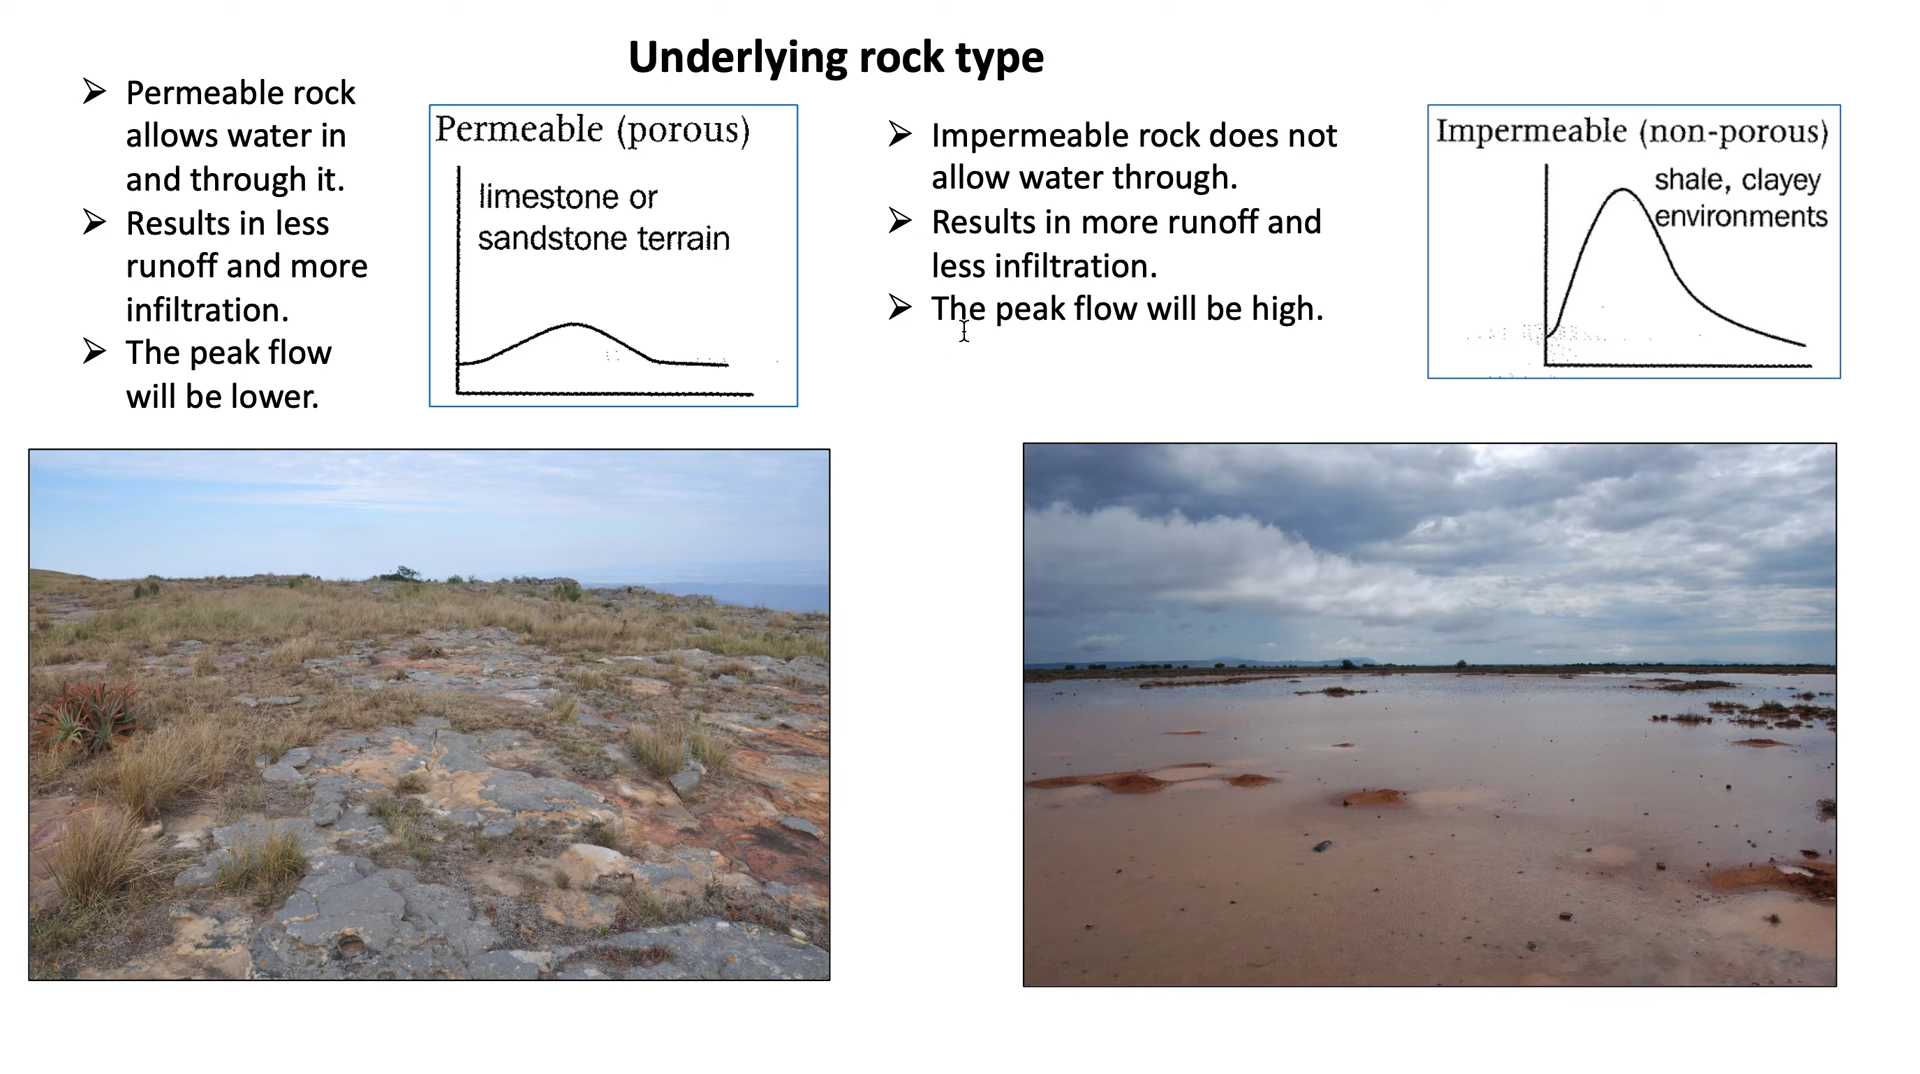 Underlying rock type
➢ Permeable rock
allows water in
and through it.
➢ Results in less
runoff and more
infiltration.
➢ The peak flow
will be lower.
Permeable (porous)
limestone or
sandstone terrain
➢ Impermeable rock does not
allow water through.
➢ Results in more runoff and
less infiltration.
➢ The peak flow will be high.
Impermeable (non-porous)
shale, clayey
environments